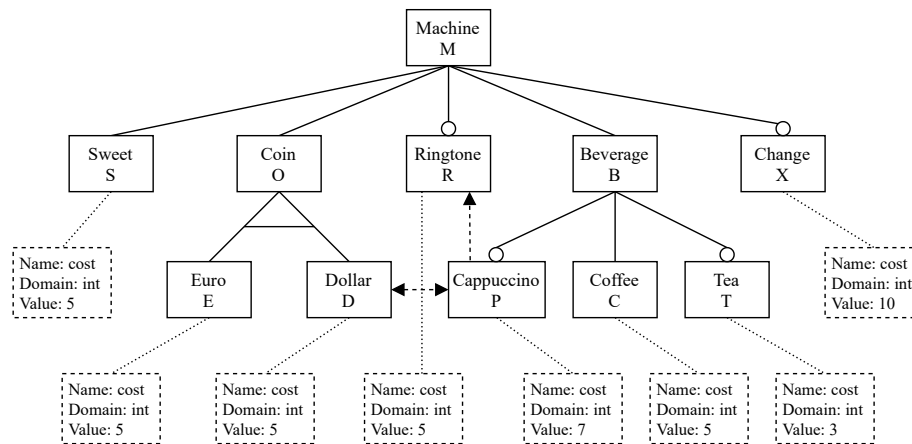 Machine
M
Sweet
S
Coin
O
Ringtone
R
Beverage
B
Change
X
Name: cost
Domain: int
Value: 5
Euro
E
Dollar
D
Cappuccino
P
Coffee
C
Tea
T
Name: cost
Domain: int
Value: 10
Name: cost
Domain: int
Value: 5
Name: cost
Domain: int
Value: 5
Name: cost
Domain: int
Value: 5
Name: cost
Domain: int
Value: 7
Name: cost
Domain: int
Value: 5
Name: cost
Domain: int
Value: 3